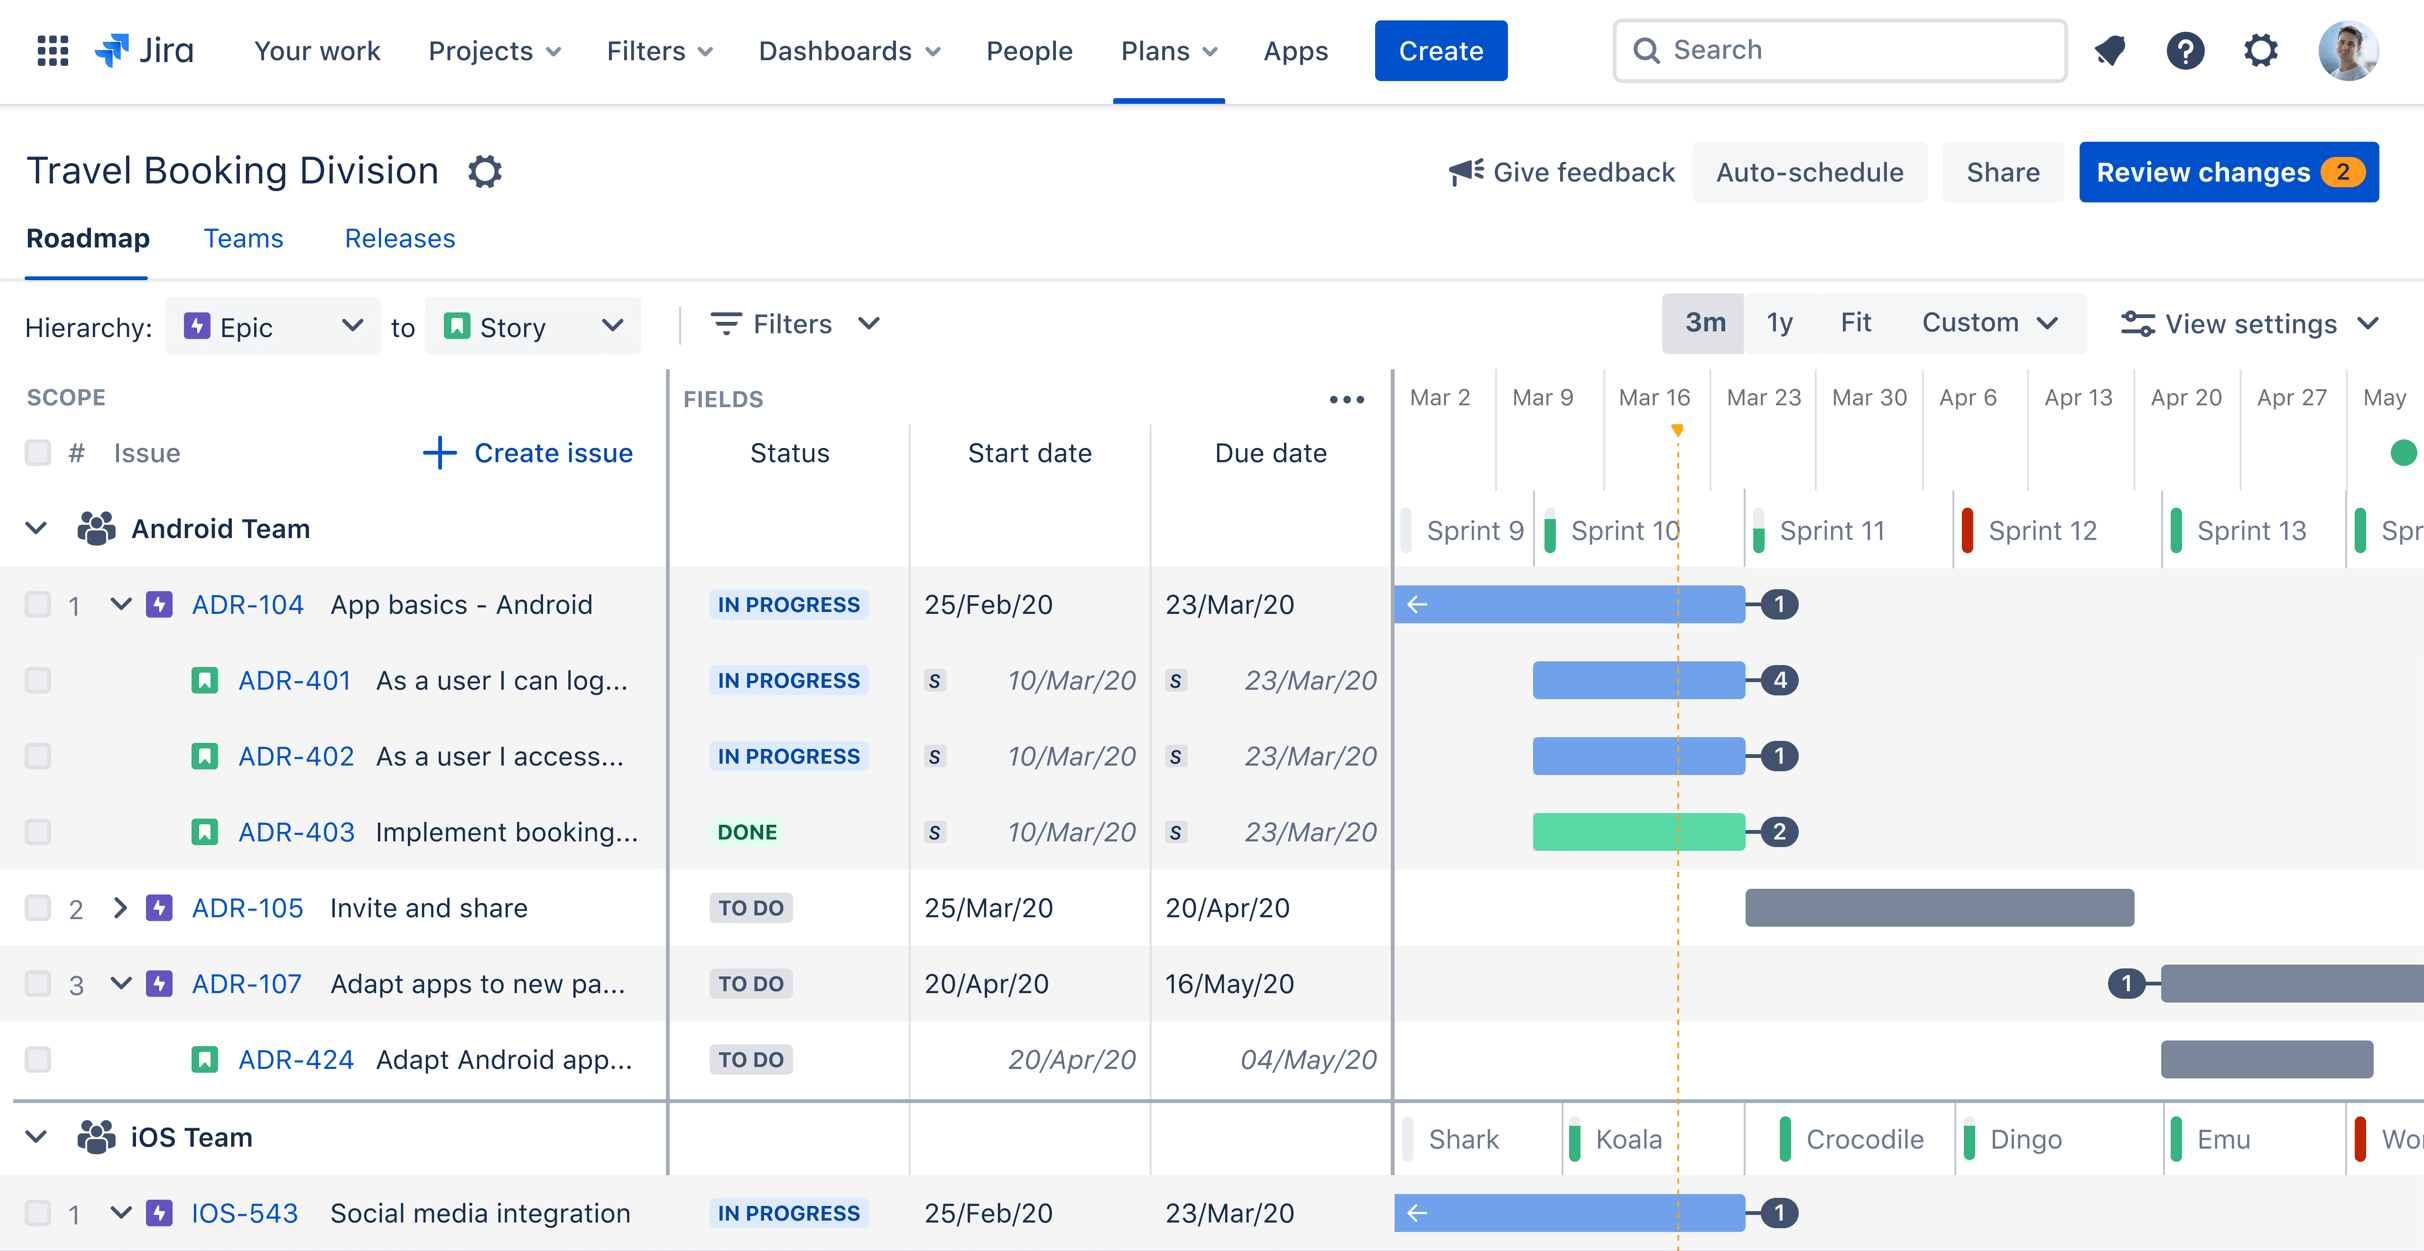 Jira Your work Projects Filters Dashboards People Plans Apps Create Search
Travel Booking Division Give feedback Auto-schedule Share Review changes 2
Roadmap Teams Releases
Hierarchy: Epic to Story Filters 3m 1y Fit Custom View settings
SCOPE FIELDS ••• Mar 2 Mar 9 Mar 16 Mar 23 Mar 30 Apr 6 Apr 13 Apr 20 Apr 27 May
# Issue + Create issue Status Start date Due date
Android Team Sprint 9 Sprint 10 Sprint 11 Sprint 12 Sprint 13 Spr
1 ADR-104 App basics - Android IN PROGRESS 25/Feb/20 23/Mar/20 1
ADR-401 As a user I can log... IN PROGRESS S 10/Mar/20 S 23/Mar/20 4
ADR-402 As a user I access... IN PROGRESS S 10/Mar/20 S 23/Mar/20 1
ADR-403 Implement booking... DONE S 10/Mar/20 S 23/Mar/20 2
2 ADR-105 Invite and share TO DO 25/Mar/20 20/Apr/20
3 ADR-107 Adapt apps to new pa... TO DO 20/Apr/20 16/May/20 1
ADR-424 Adapt Android app... TO DO 20/Apr/20 04/May/20
iOS Team Shark Koala Crocodile Dingo Emu Wo
1 IOS-543 Social media integration IN PROGRESS 25/Feb/20 23/Mar/20 1